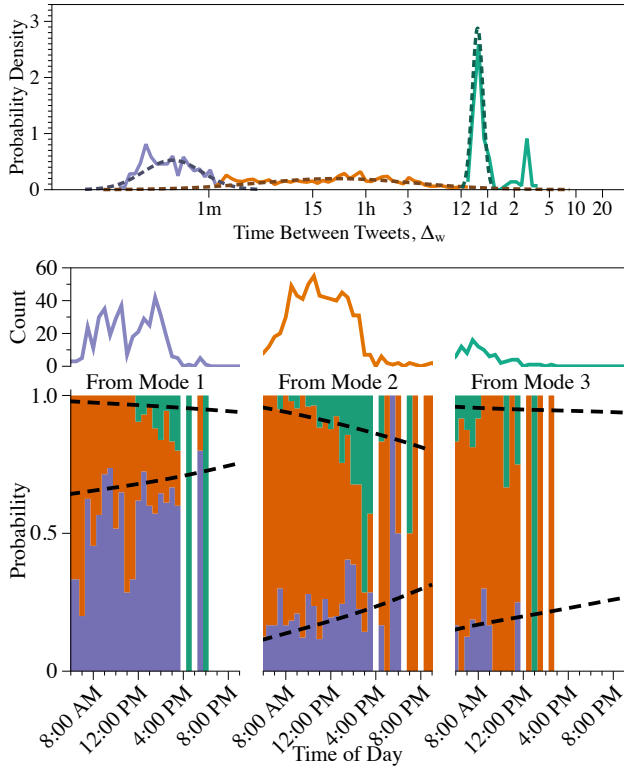 Probability Density
3
2
1
0
1m 15 1h 3 12 1d 2 5 10 20
Time Between Tweets, Δw
Count
60
40
20
0
From Mode 1 From Mode 2 From Mode 3
Probability
1.0
0.5
0
8:00 AM 12:00 PM 4:00 PM 8:00 PM 8:00 AM 12:00 PM 4:00 PM 8:00 PM 8:00 AM 12:00 PM 4:00 PM 8:00 PM
Time of Day